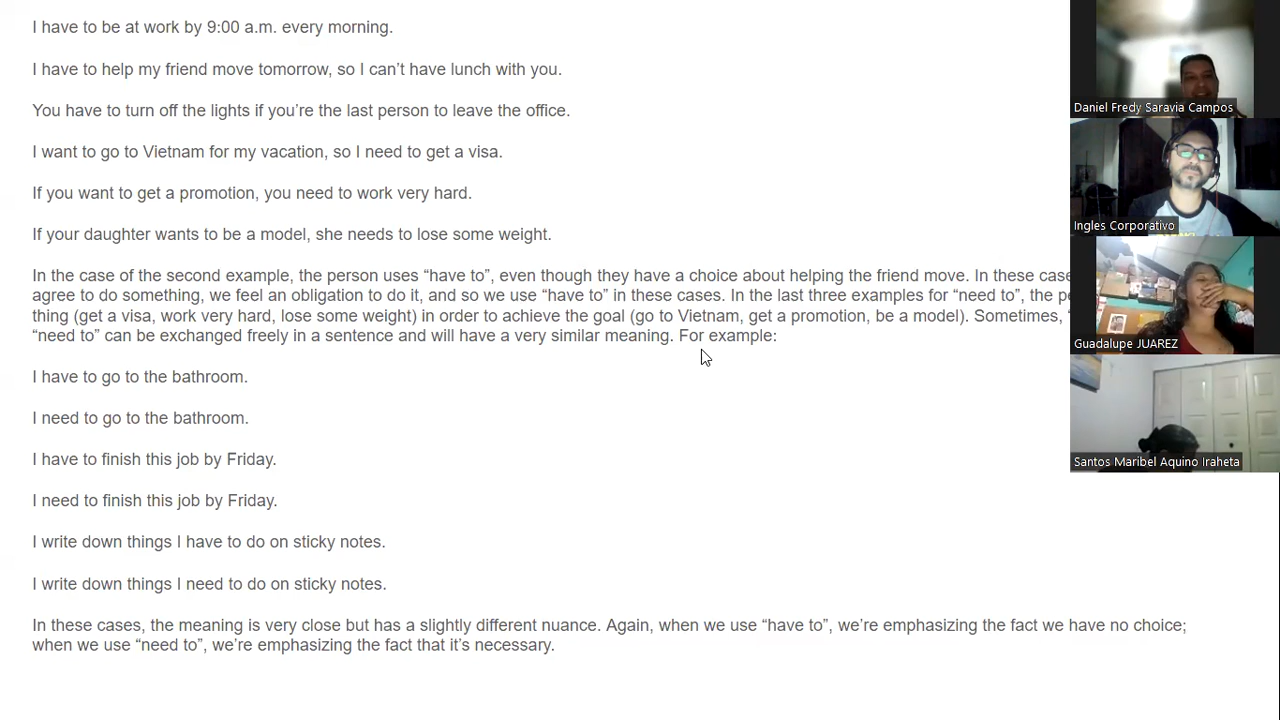 I have to be at work by 9:00 a.m. every morning.
I have to help my friend move tomorrow, so I can’t have lunch with you.
You have to turn off the lights if you’re the last person to leave the office.
I want to go to Vietnam for my vacation, so I need to get a visa.
If you want to get a promotion, you need to work very hard.
If your daughter wants to be a model, she needs to lose some weight.
In the case of the second example, the person uses “have to”, even though they have a choice about helping the friend move. In these
agree to do something, we feel an obligation to do it, and so we use “have to” in these cases. In the last three examples for “need to”, the
thing (get a visa, work very hard, lose some weight) in order to achieve the goal (go to Vietnam, get a promotion, be a model). Sometimes,
“need to” can be exchanged freely in a sentence and will have a very similar meaning. For example:
I have to go to the bathroom.
I need to go to the bathroom.
I have to finish this job by Friday.
I need to finish this job by Friday.
I write down things I have to do on sticky notes.
I write down things I need to do on sticky notes.
In these cases, the meaning is very close but has a slightly different nuance. Again, when we use “have to”, we’re emphasizing the fact we have no choice;
when we use “need to”, we’re emphasizing the fact that it’s necessary.
Daniel Fredy Saravia Campos
Ingles Corporativo
Guadalupe JUAREZ
Santos Maribel Aquino Iraheta